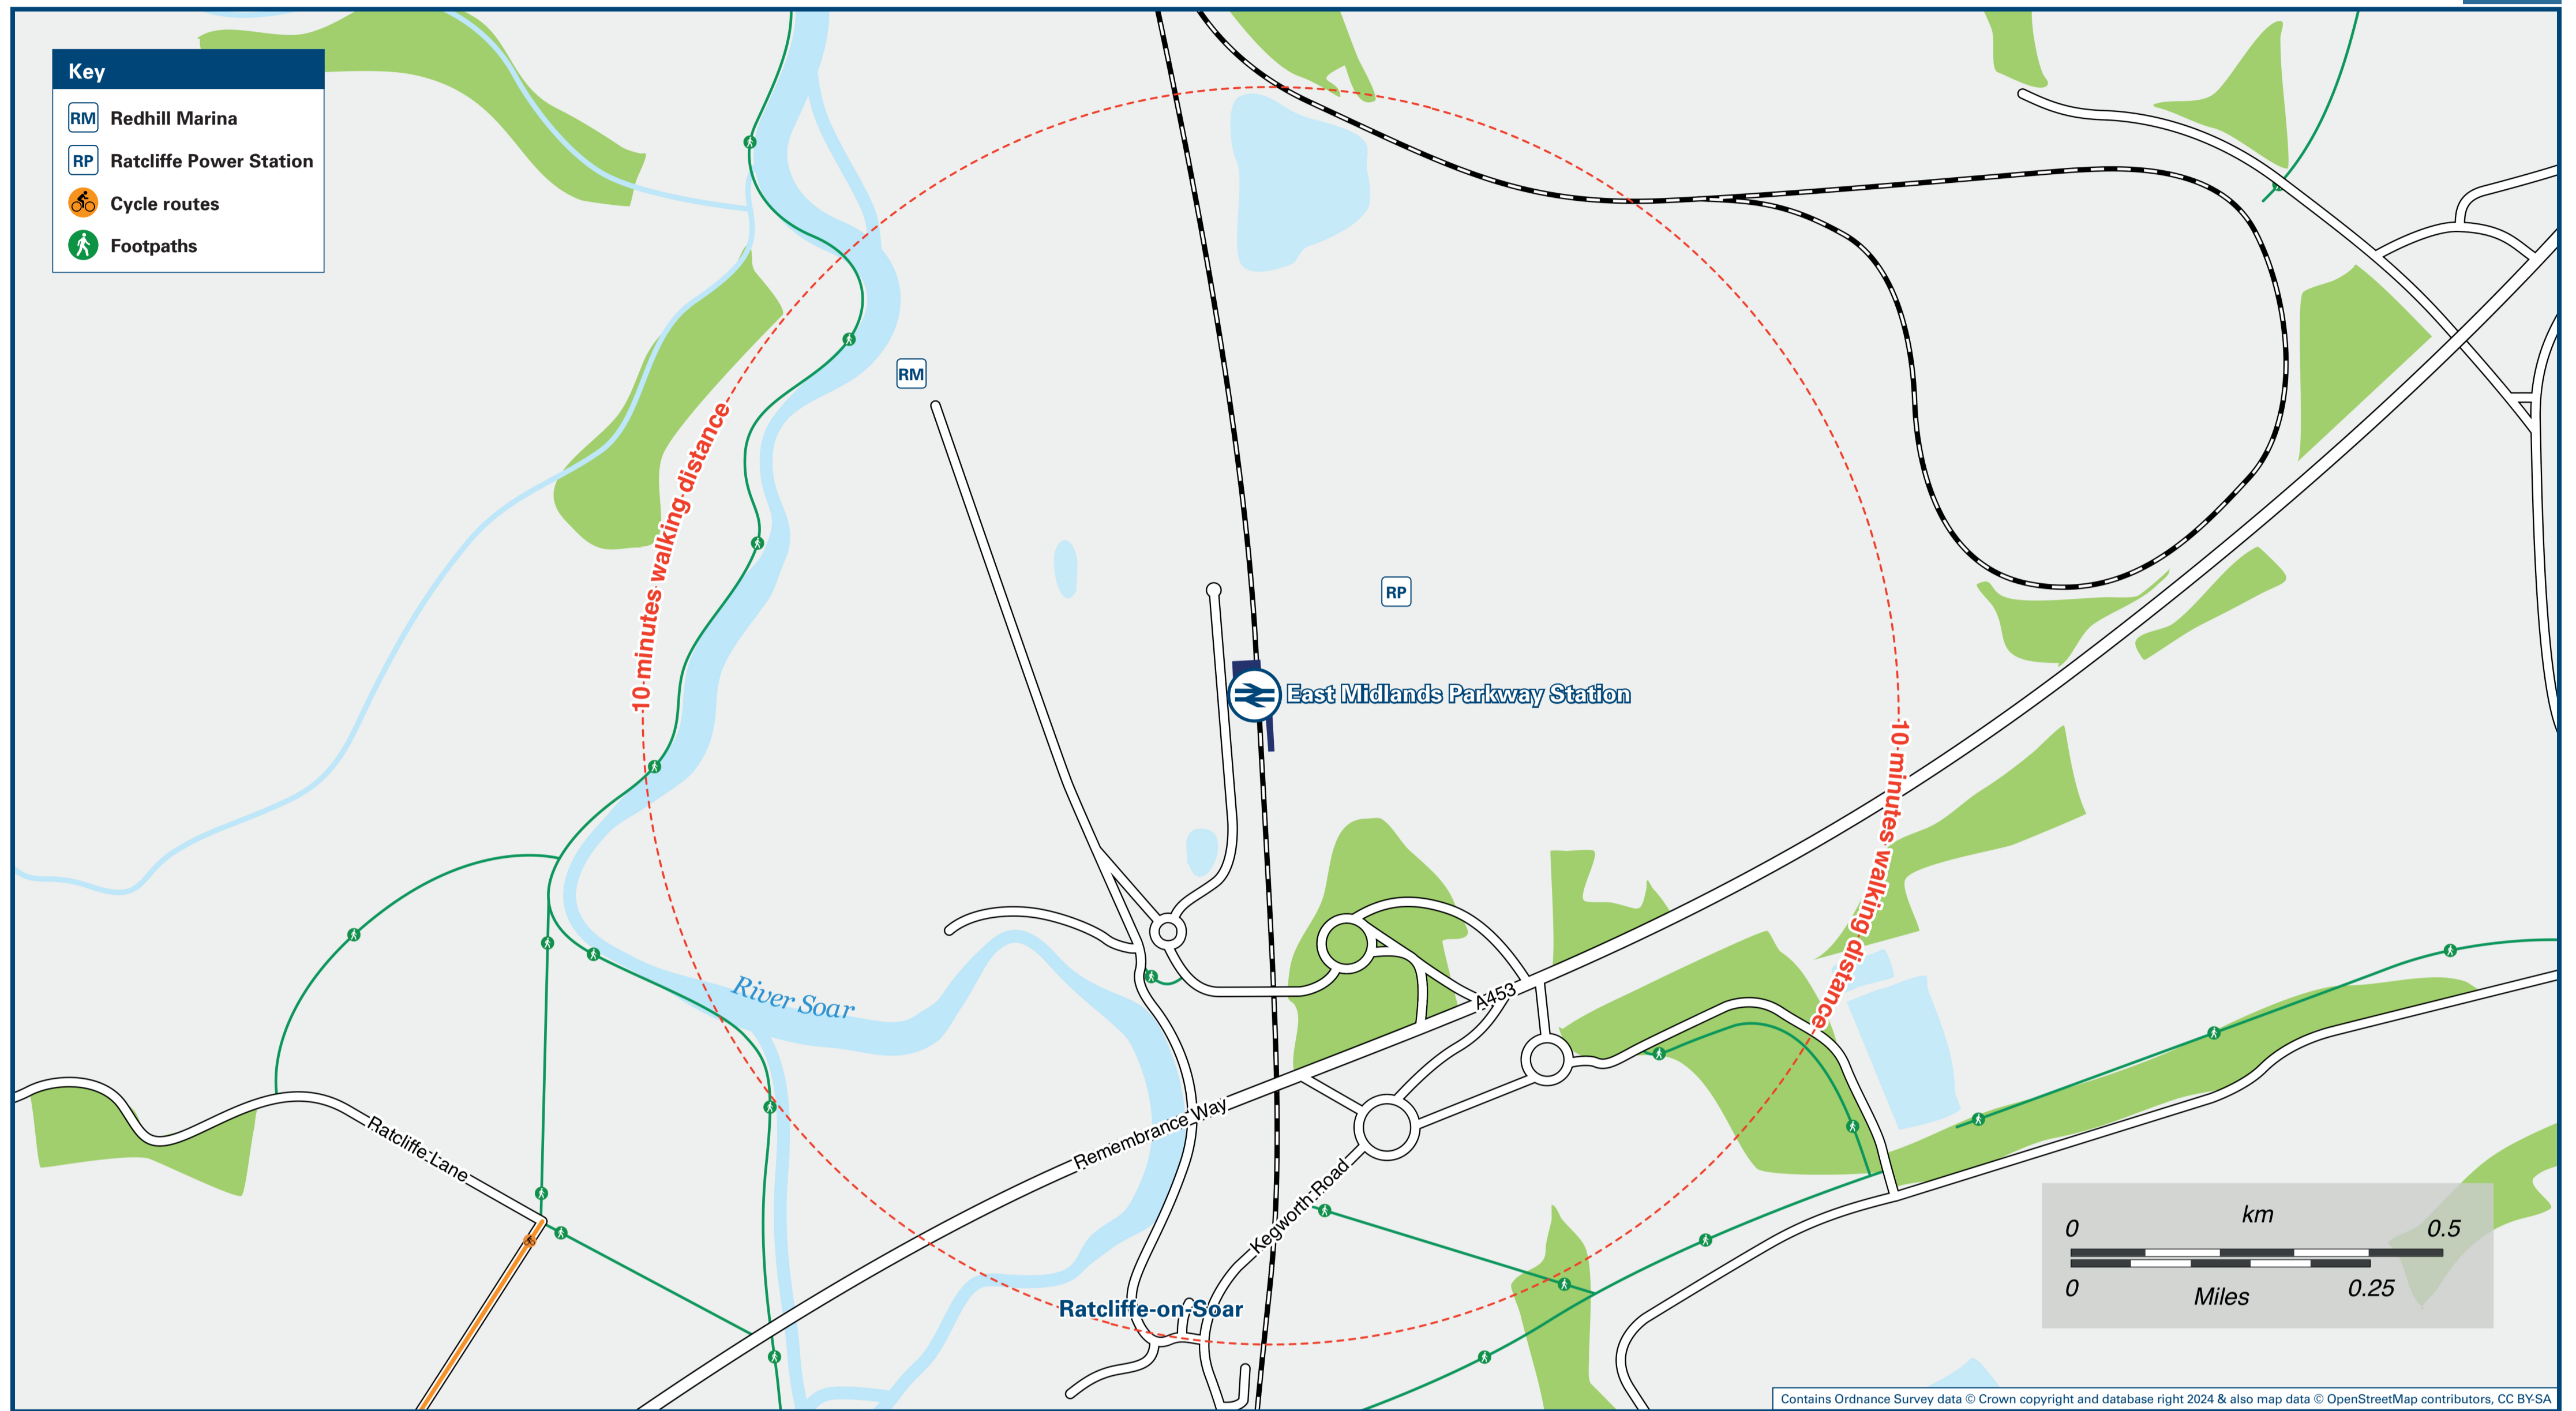 Key
RM Redhill Marina
RP Ratcliffe Power Station
Cycle routes
Footpaths
RM
10 minutes walking distance
RP
East Midlands Parkway Station
10 minutes walking distance
River Soar
A453
Remembrance Way
Ratcliffe Lane
Kegworth Road
Ratcliffe-on-Soar
km
0 0.5
0 0.25
Miles
Contains Ordnance Survey data © Crown copyright and database right 2024 & also map data © OpenStreetMap contributors, CC BY-SA